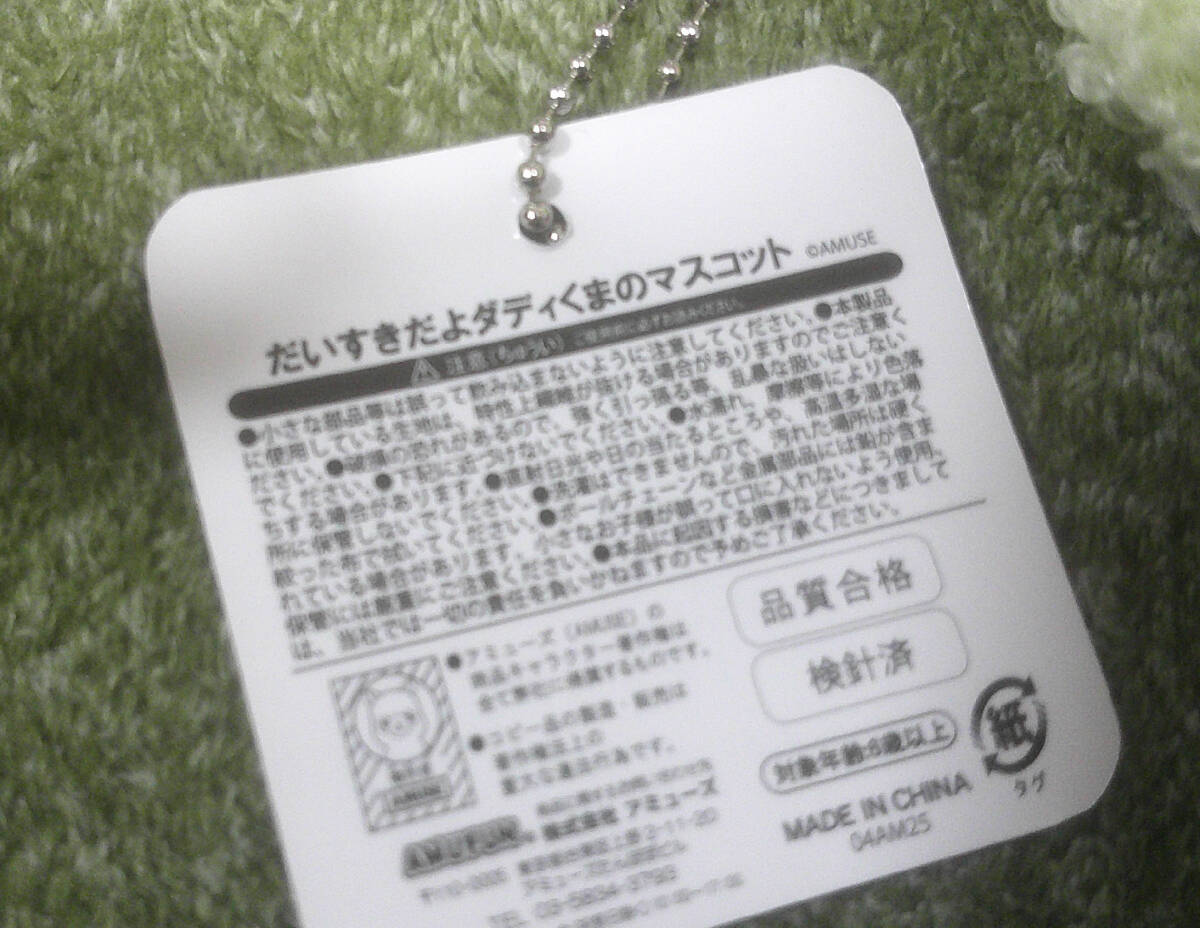 だいすきだよダディくまのマスコット ©AMUSE
注意(ちゅうい) ご使用前に必ずお読みください。
●小さな部品等は誤って飲み込まないように注意してください。●本製品
に使用している生地は、特性上繊維が抜ける場合がありますのでご注意く
ださい。●破損の恐れがあるので、強く引っ張る等、乱暴な扱いはしない
でください。●下記に近づけないでください。●水濡れ、摩擦等により色落
ちする場合があります。●直射日光や日の当たるところや、高温多湿な場
所に保管しないでください。●洗濯はできませんので、汚れた場所は硬く
絞った布で拭いてください。●ボールチェーンなど金属部品には鉛が含ま
れている場合があります。小さなお子様が誤って口に入れないよう使用、
保管には厳重にご注意ください。●本品に起因する損害などにつきまして
は、当社では一切の責任を負いかねますので予めご了承ください。
●アミューズ(AMUSE)の
商品キャラクター著作権は
全て弊社に帰属するものです。
●コピー品の製造・販売は
著作権法上の
重大な違法行為です。
品質合格
検針済
対象年齢:6歳以上
紙
タグ
MADE IN CHINA
04AM25
株式会社 アミューズ